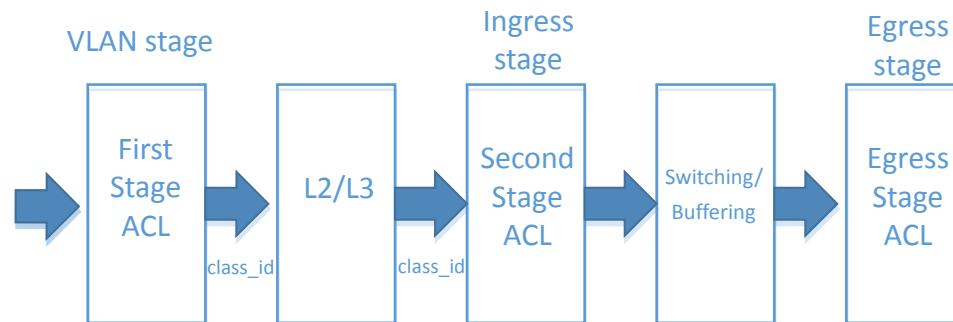 VLAN stage
Ingress
stage
Egress
stage
First
Stage
ACL
class_id
L2/L3
class_id
Second
Stage
ACL
Switching/
Buffering
Egress
Stage
ACL